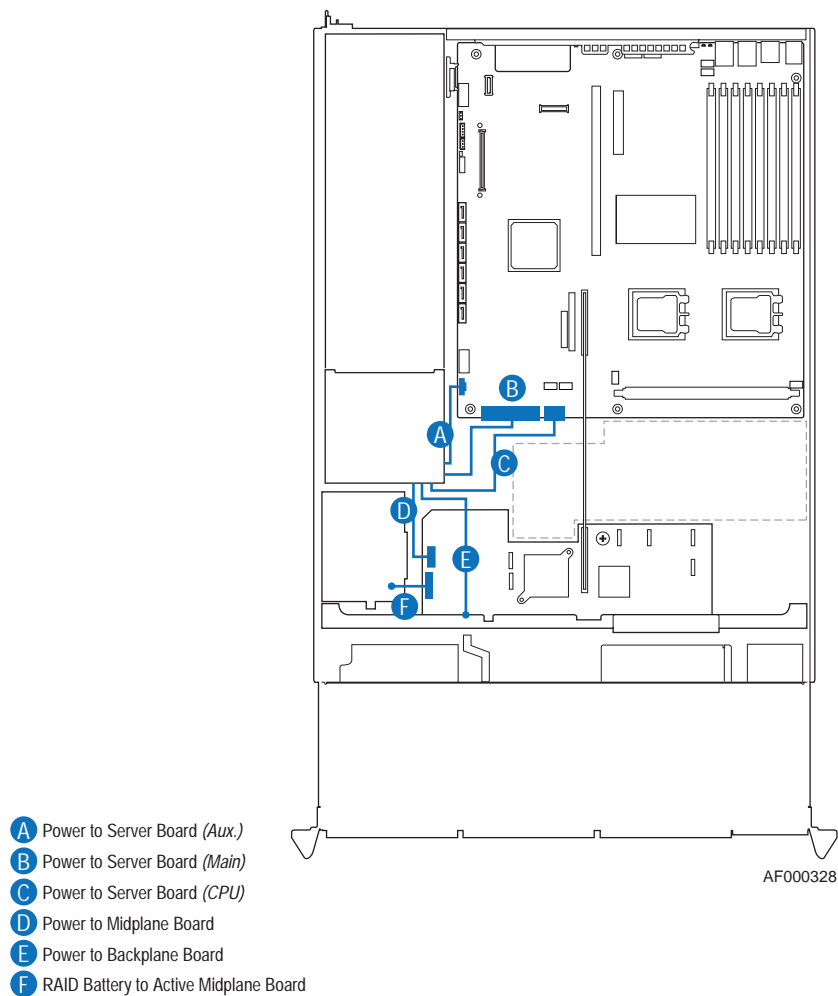 B
A
C
D
E
F
AF000328
A Power to Server Board (Aux.)
B Power to Server Board (Main)
C Power to Server Board (CPU)
D Power to Midplane Board
E Power to Backplane Board
F RAID Battery to Active Midplane Board